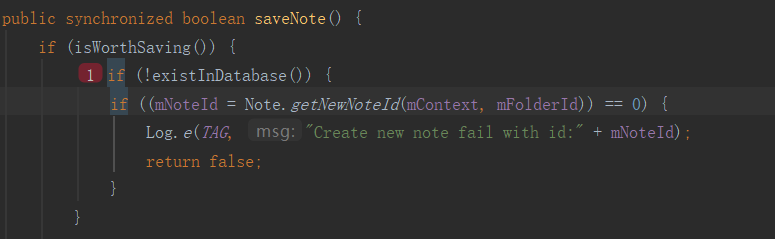 public synchronized boolean saveNote() {
if (isWorthSaving()) {
1 if (!existInDatabase()) {
if ((mNoteId = Note.getNewNoteId(mContext, mFolderId)) == 0) {
Log.e(TAG, msg: "Create new note fail with id:" + mNoteId);
return false;
}
}